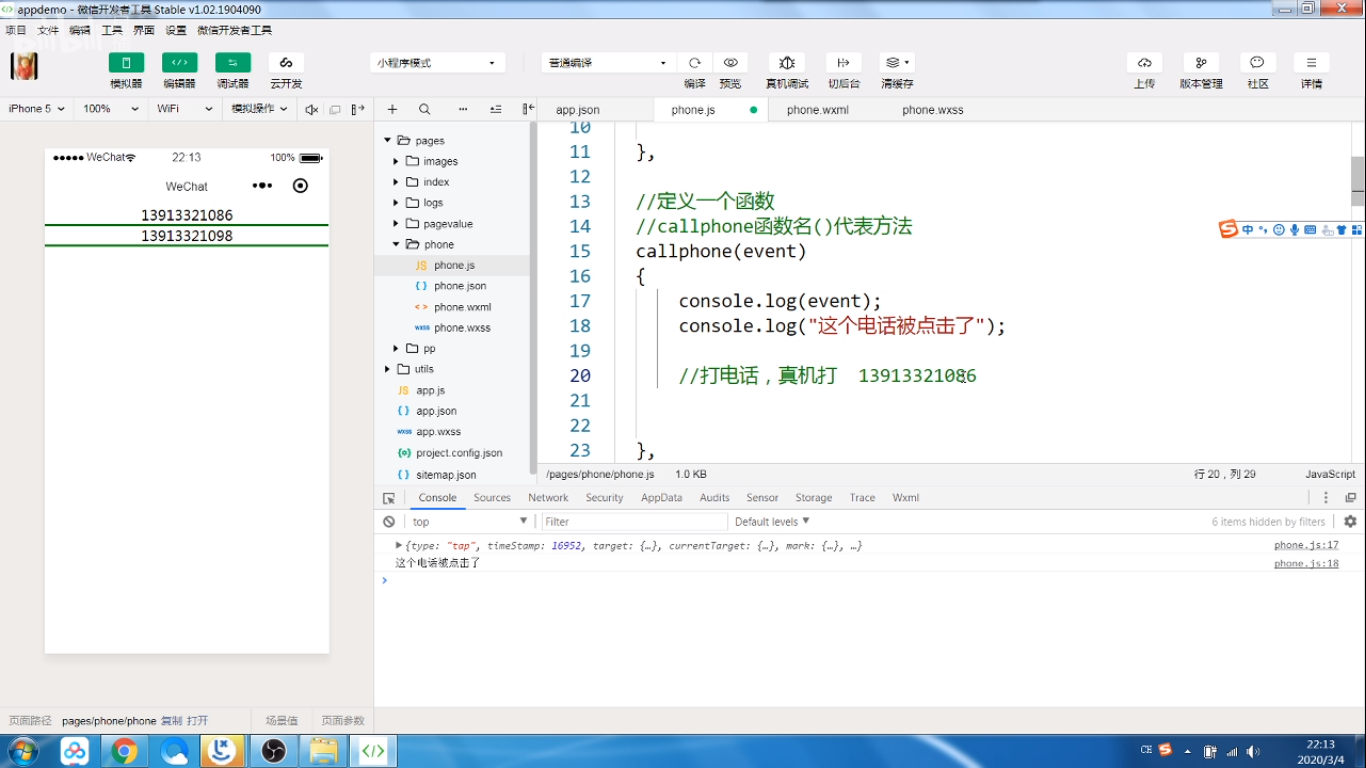 appdemo - 微信开发者工具 Stable v1.02.1904090
项目 文件 编辑 工具 界面 设置 微信开发者工具
模拟器 编辑器 调试器 云开发
小程序模式 普通编译
编译 预览 真机调试 切后台 清缓存
上传 版本管理 社区 详情
iPhone 5 100% WiFi 模拟操作
app.json phone.js phone.wxml phone.wxss
WeChat 22:13 100%
WeChat
13913321086
13913321098
pages
images
index
logs
pagevalue
phone
JS phone.js
{ } phone.json
< > phone.wxml
wxss phone.wxss
pp
utils
JS app.js
{ } app.json
wxss app.wxss
project.config.json
{ } sitemap.json
10
11 },
12
13 //定义一个函数
14 //callphone函数名()代表方法
15 callphone(event)
16 {
17 console.log(event);
18 console.log("这个电话被点击了");
19
20 //打电话，真机打 13913321086
21
22
23 },
中
/pages/phone/phone.js 1.0 KB 行 20，列 29 JavaScript
Console Sources Network Security AppData Audits Sensor Storage Trace Wxml
top Filter Default levels 6 items hidden by filters
{type: "tap", timeStamp: 16952, target: {…}, currentTarget: {…}, mark: {…}, …} phone.js:17
这个电话被点击了 phone.js:18
页面路径 pages/phone/phone 复制 打开 场景值 页面参数
CE 22:13
2020/3/4